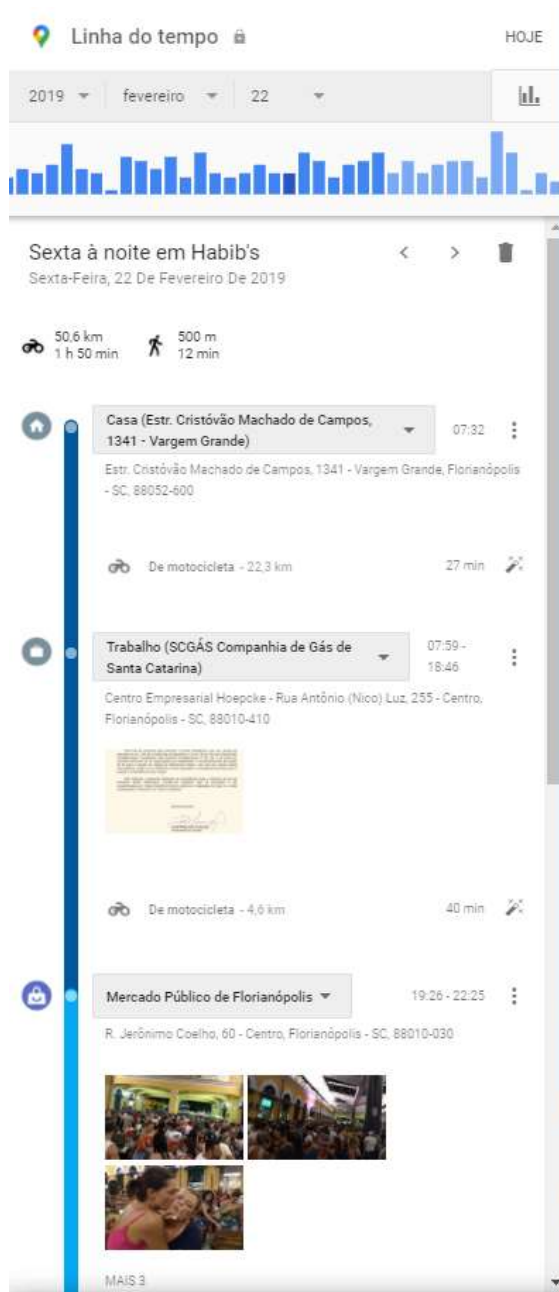 Linha do tempo
HOJE
2019
fevereiro
22
Sexta à noite em Habib's
Sexta-Feira, 22 De Fevereiro De 2019
50,6 km
1 h 50 min
500 m
12 min
Casa (Estr. Cristóvão Machado de Campos,
1341 - Vargem Grande)
07:32
Estr. Cristóvão Machado de Campos, 1341 - Vargem Grande, Florianópolis
- SC, 88052-600
De motocicleta - 22,3 km
27 min
Trabalho (SCGÁS Companhia de Gás de
Santa Catarina)
07:59 -
18:46
Centro Empresarial Hoepcke - Rua Antônio (Nico) Luz, 255 - Centro,
Florianópolis - SC, 88010-410
De motocicleta - 4,6 km
40 min
Mercado Público de Florianópolis
19:26 - 22:25
R. Jerônimo Coelho, 60 - Centro, Florianópolis - SC, 88010-030
MAIS 3